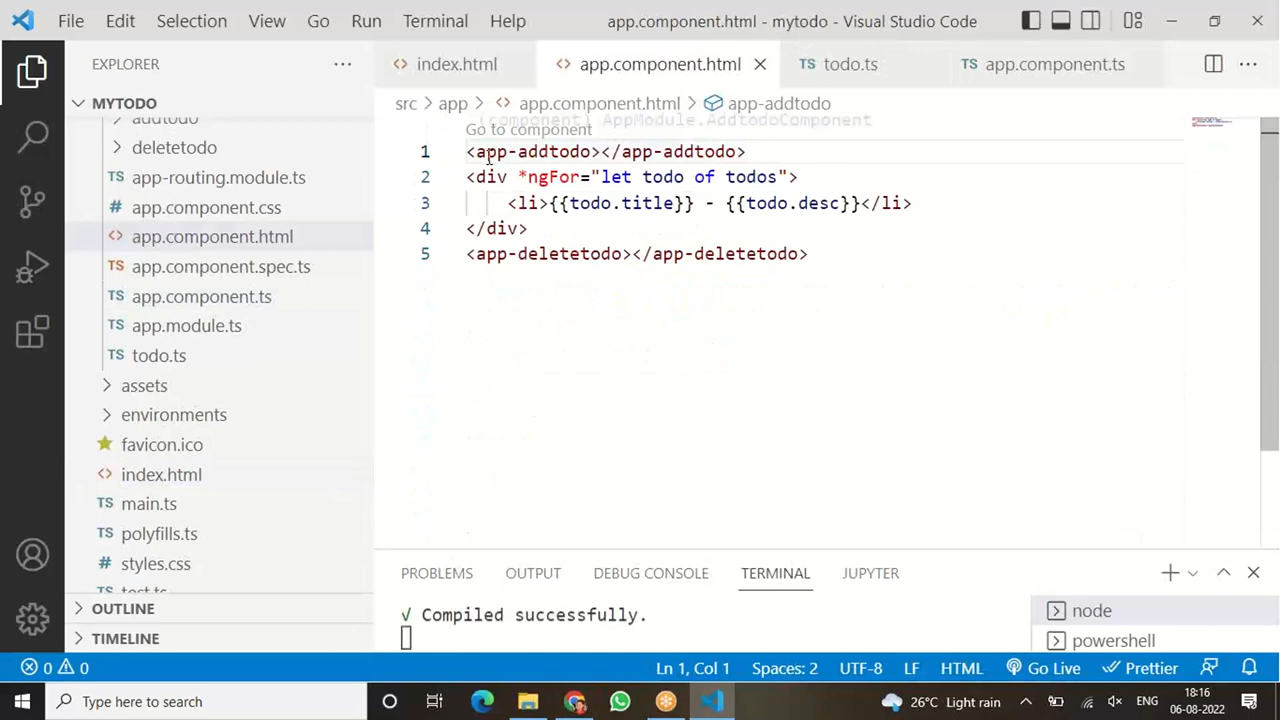 File Edit Selection View Go Run Terminal Help app.component.html - mytodo - Visual Studio Code
EXPLORER
index.html
app.component.html
todo.ts
app.component.ts
MYTODO
src > app > app.component.html > app-addtodo
addtodo
deletetodo
app-routing.module.ts
app.component.css
app.component.html
app.component.spec.ts
app.component.ts
app.module.ts
todo.ts
assets
environments
favicon.ico
index.html
main.ts
polyfills.ts
styles.css
test.ts
OUTLINE
TIMELINE
(component) AppModule.AddtodoComponent
Go to component
1 <app-addtodo></app-addtodo>
2 <div *ngFor="let todo of todos">
3 <li>{{todo.title}} - {{todo.desc}}</li>
4 </div>
5 <app-deletetodo></app-deletetodo>
PROBLEMS OUTPUT DEBUG CONSOLE TERMINAL JUPYTER
√ Compiled successfully.
node
powershell
0 0 Ln 1, Col 1 Spaces: 2 UTF-8 LF HTML Go Live Prettier
Type here to search
26°C Light rain
ENG
18:16
06-08-2022